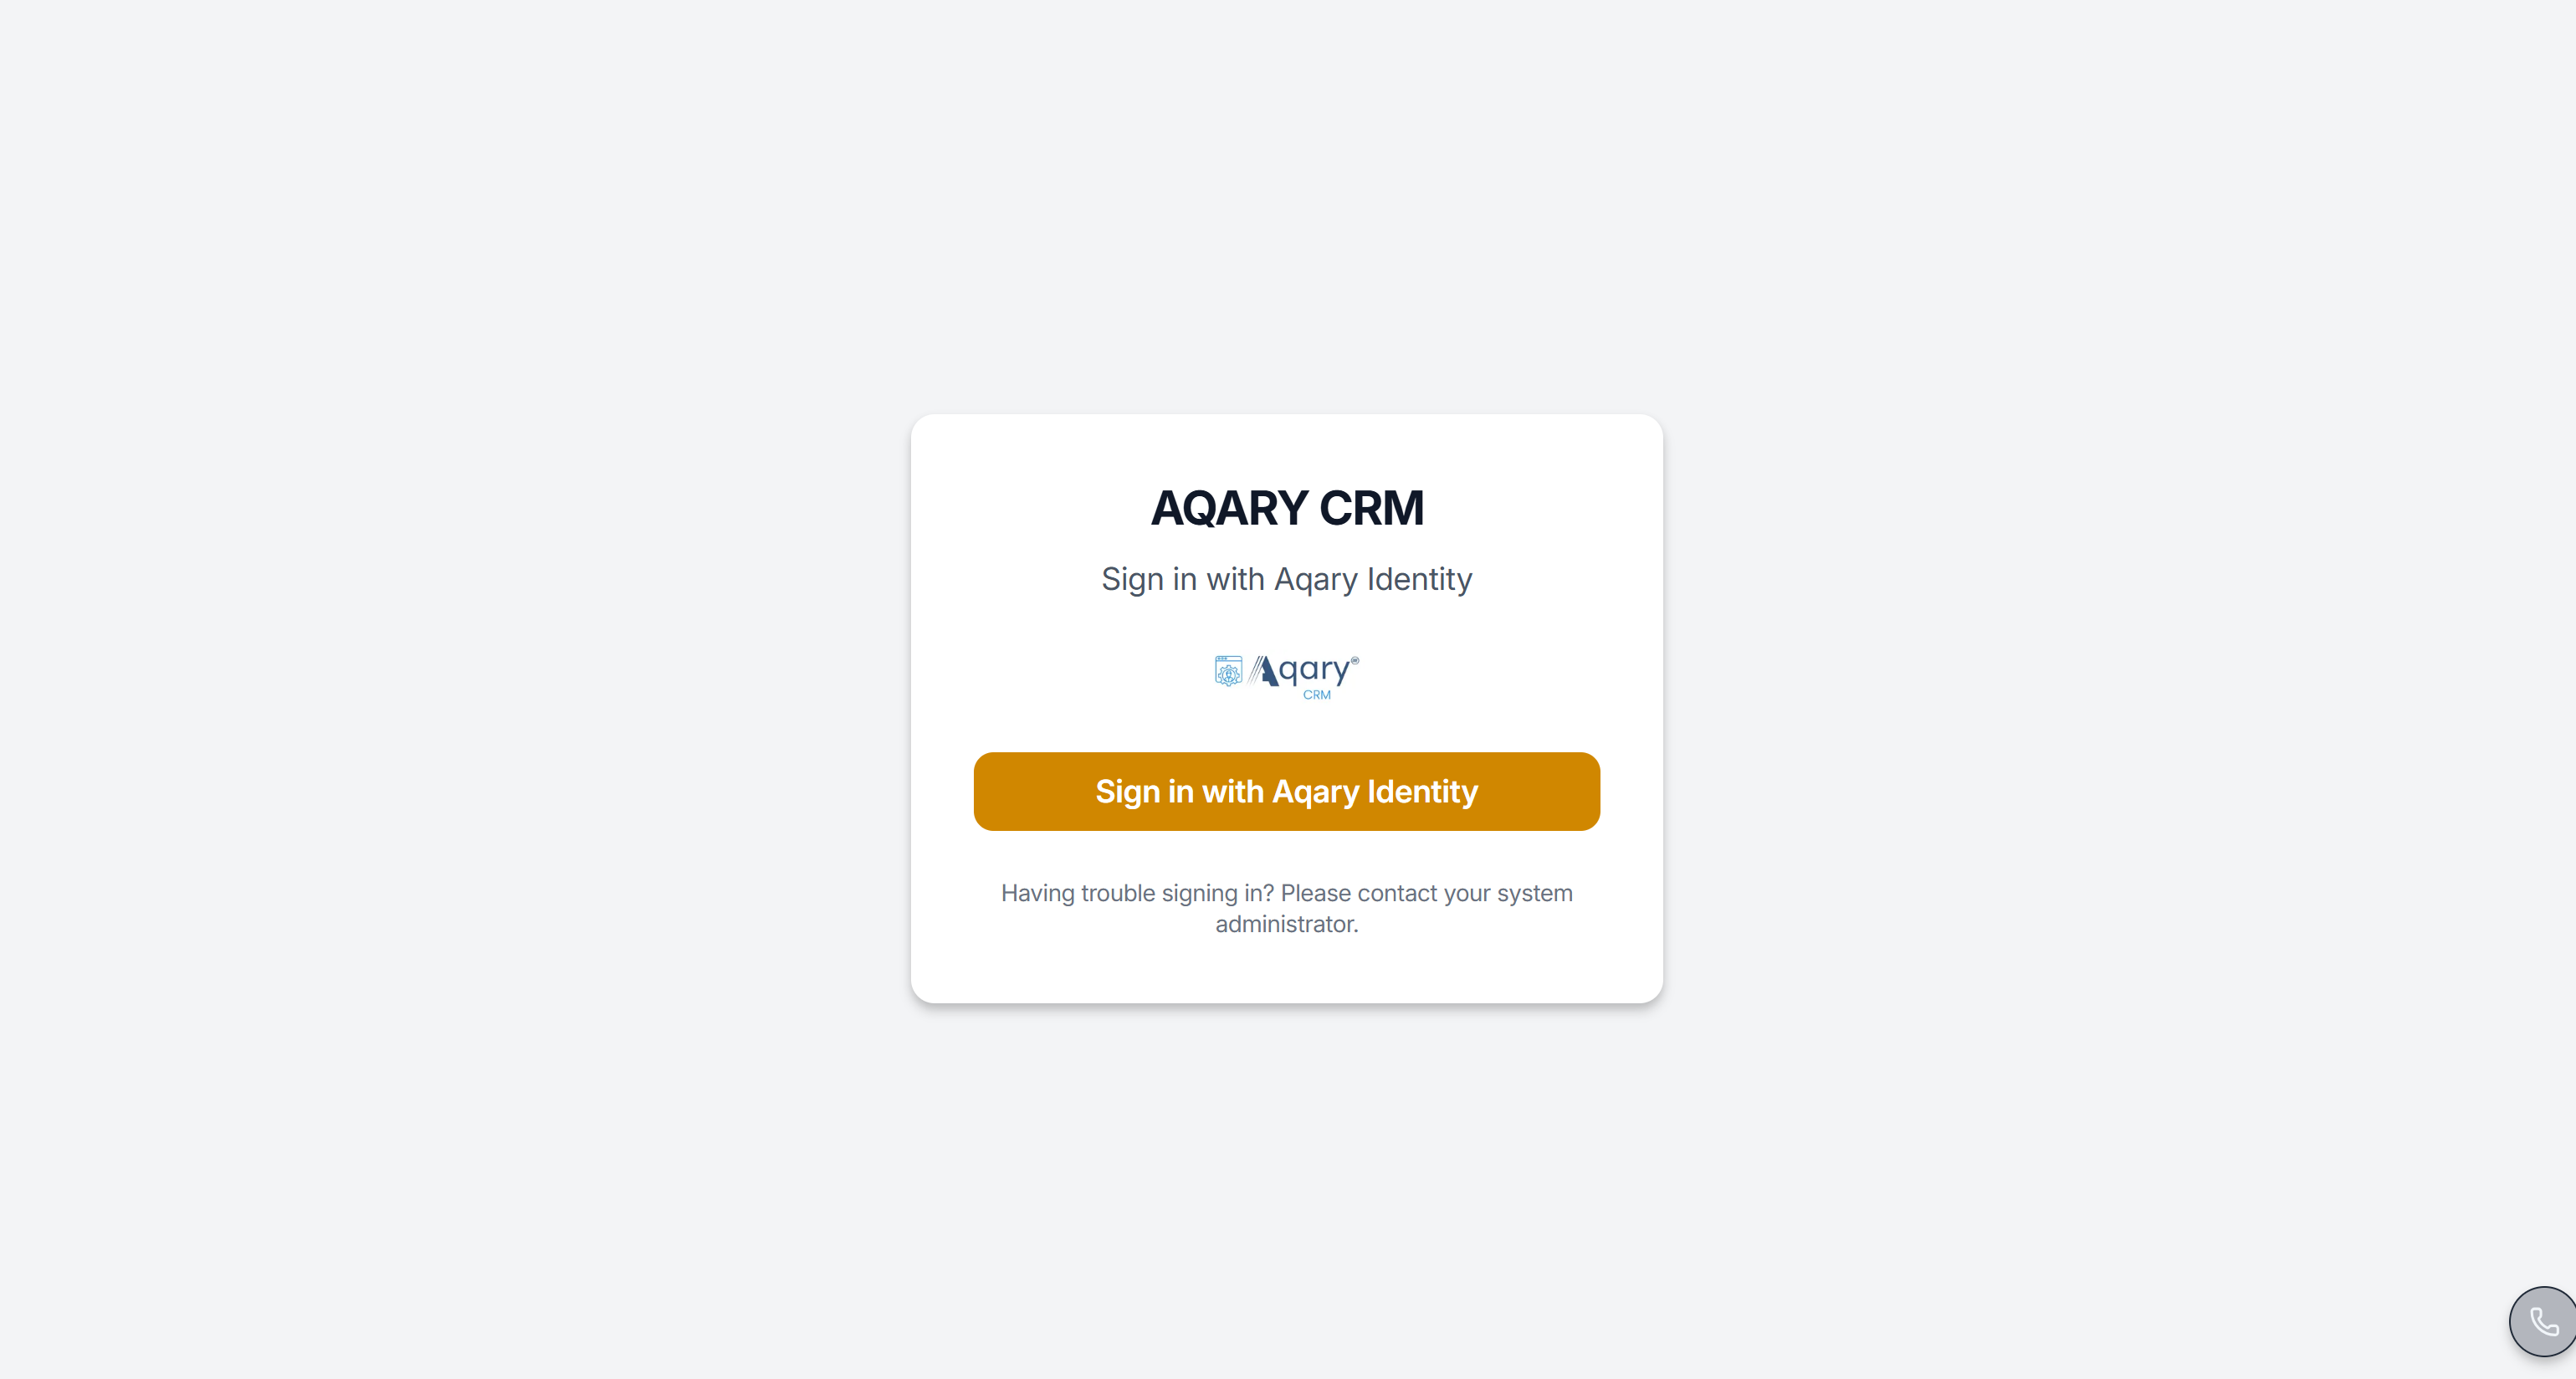 AQARY CRM
Sign in with Aqary Identity
Aqary®
CRM
Sign in with Aqary Identity
Having trouble signing in? Please contact your system
administrator.